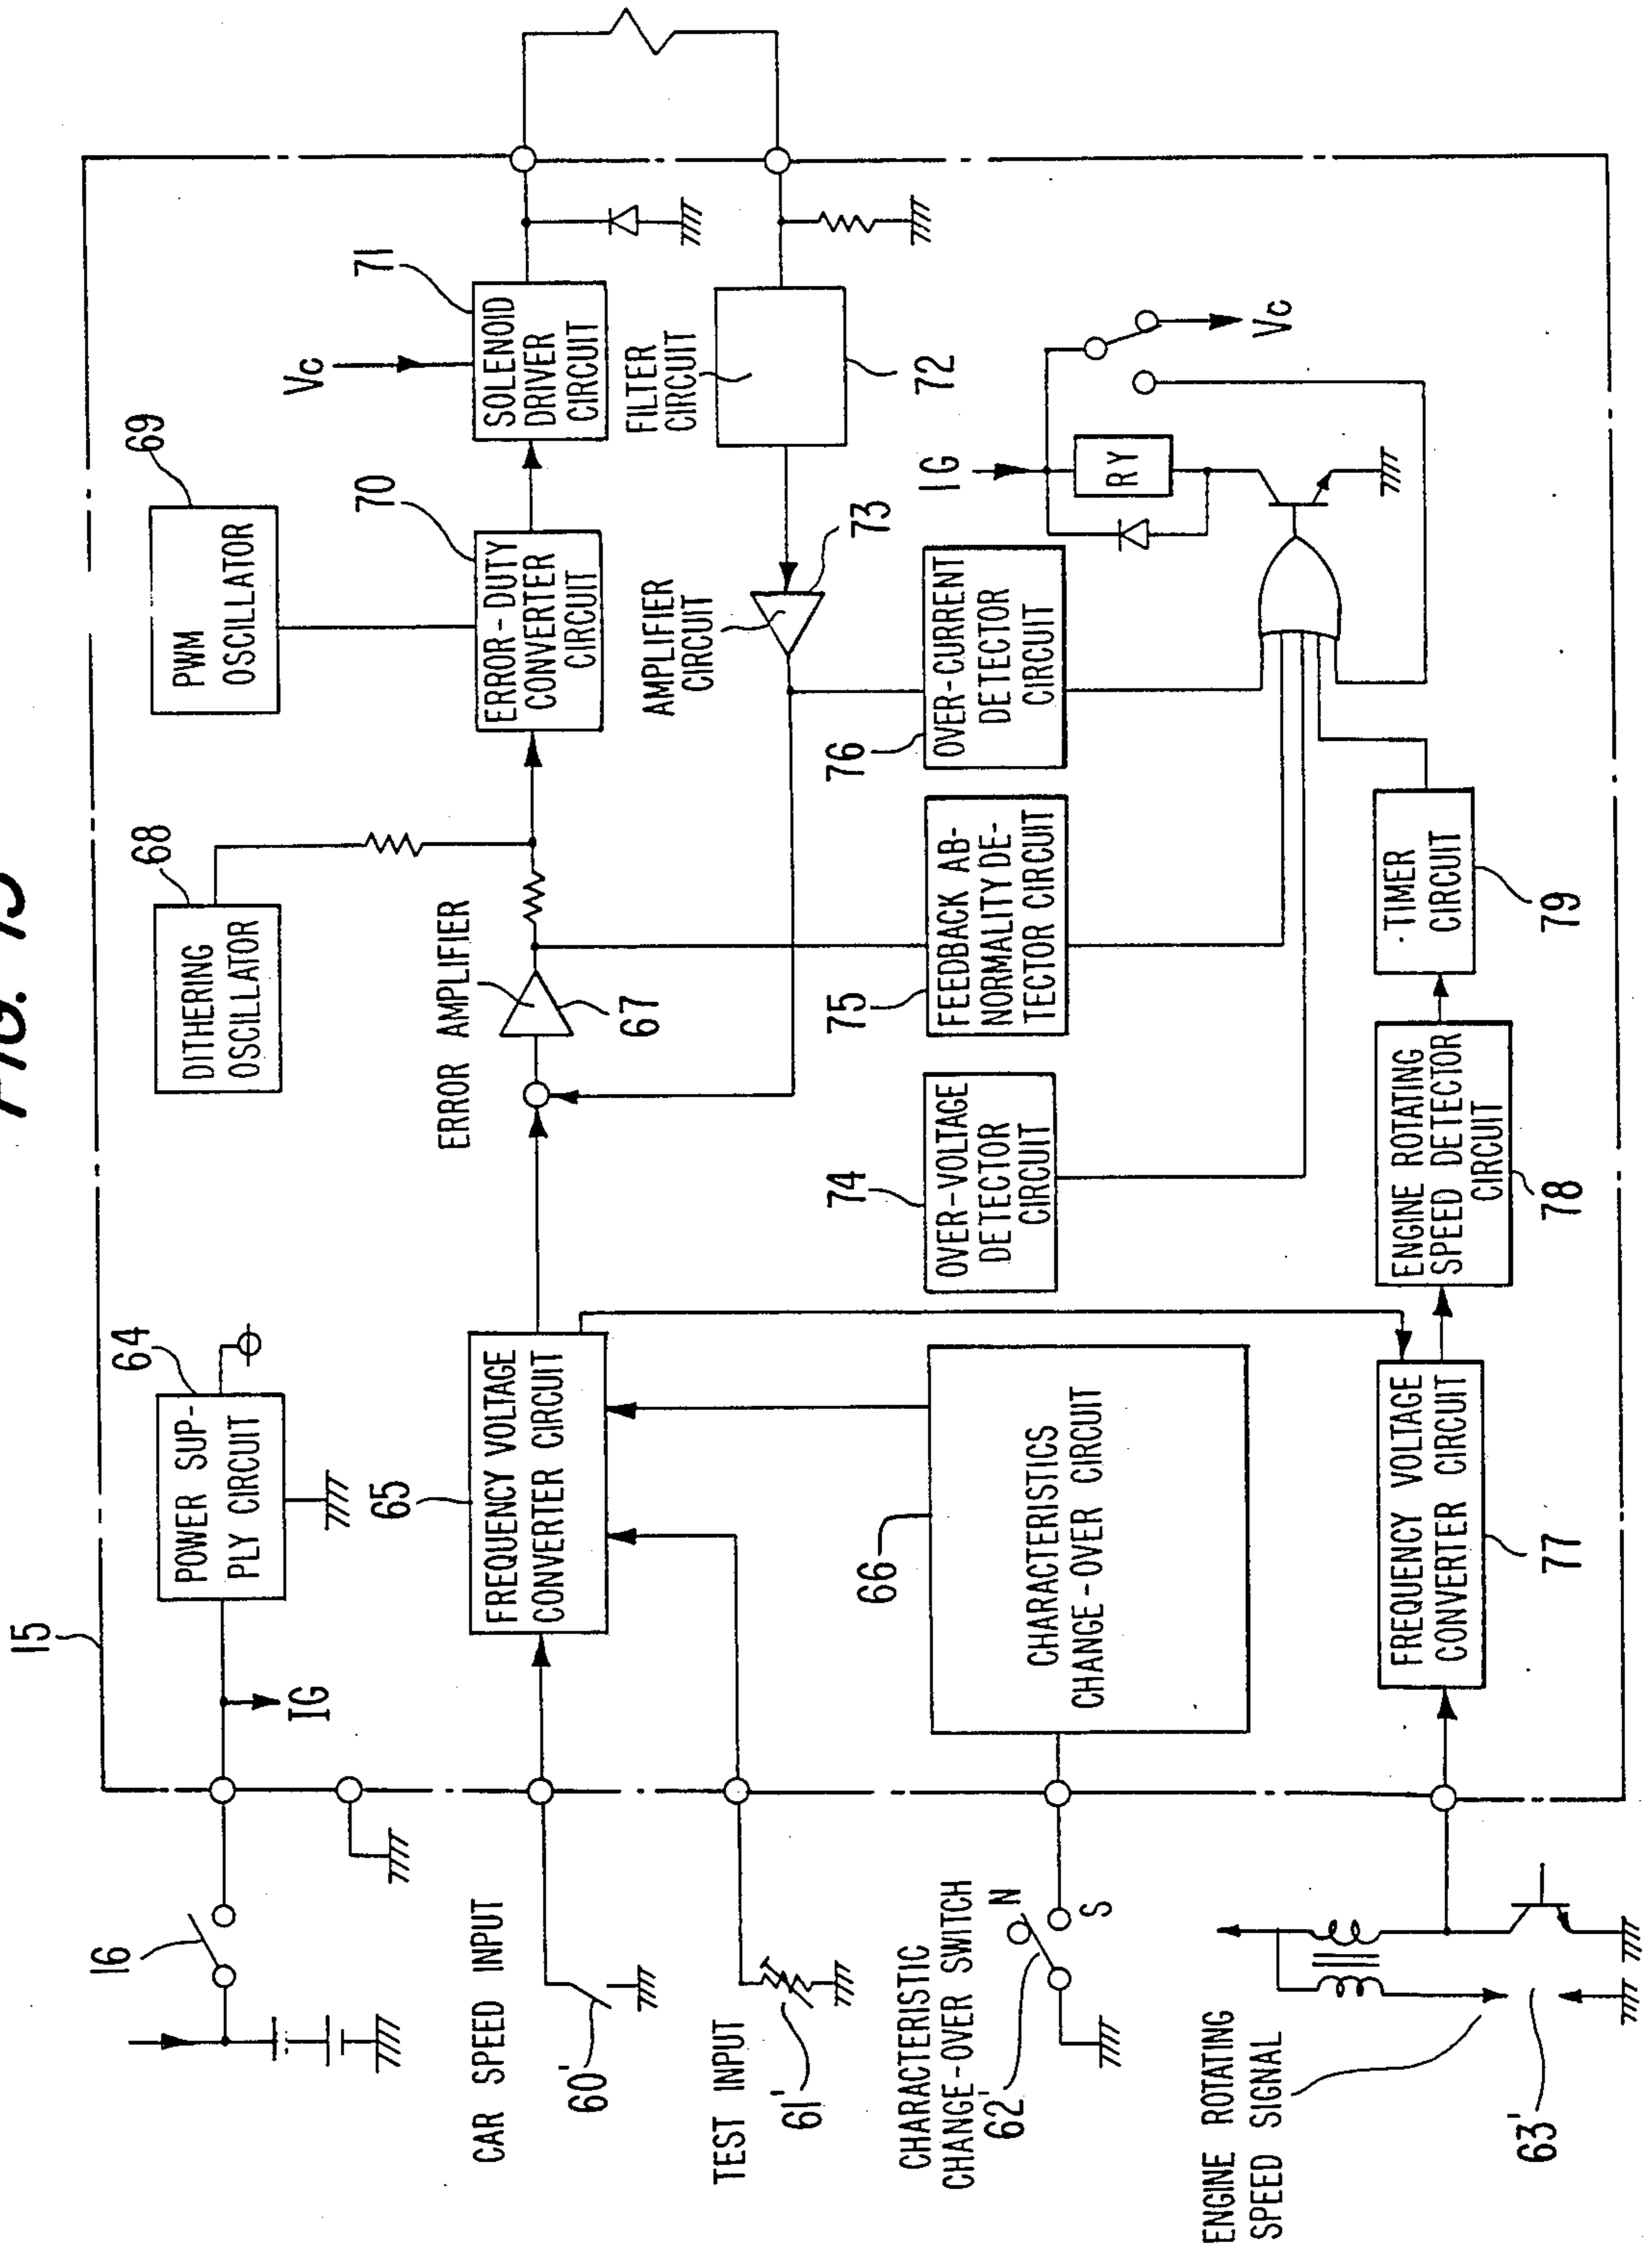 15
64
POWER SUP-
PLY CIRCUIT
IG
16
68
DITHERING
OSCILLATOR
69
PWM
OSCILLATOR
CAR SPEED INPUT
60'
65
FREQUENCY VOLTAGE
CONVERTER CIRCUIT
ERROR AMPLIFIER
67
70
ERROR-DUTY
CONVERTER
CIRCUIT
Vc
71
SOLENOID
DRIVER
CIRCUIT
FILTER
CIRCUIT
72
AMPLIFIER
CIRCUIT
73
TEST INPUT
61'
CHARACTERISTIC
CHANGE-OVER SWITCH
62'
N
S
66
CHARACTERISTICS
CHANGE-OVER CIRCUIT
74
OVER-VOLTAGE
DETECTOR
CIRCUIT
75
FEEDBACK AB-
NORMALITY DE-
TECTOR CIRCUIT
76
OVER-CURRENT
DETECTOR
CIRCUIT
IG
RY
Vc
ENGINE ROTATING
SPEED SIGNAL
63'
FREQUENCY VOLTAGE
CONVERTER CIRCUIT
77
ENGINE ROTATING
SPEED DETECTOR
CIRCUIT
78
TIMER
CIRCUIT
79